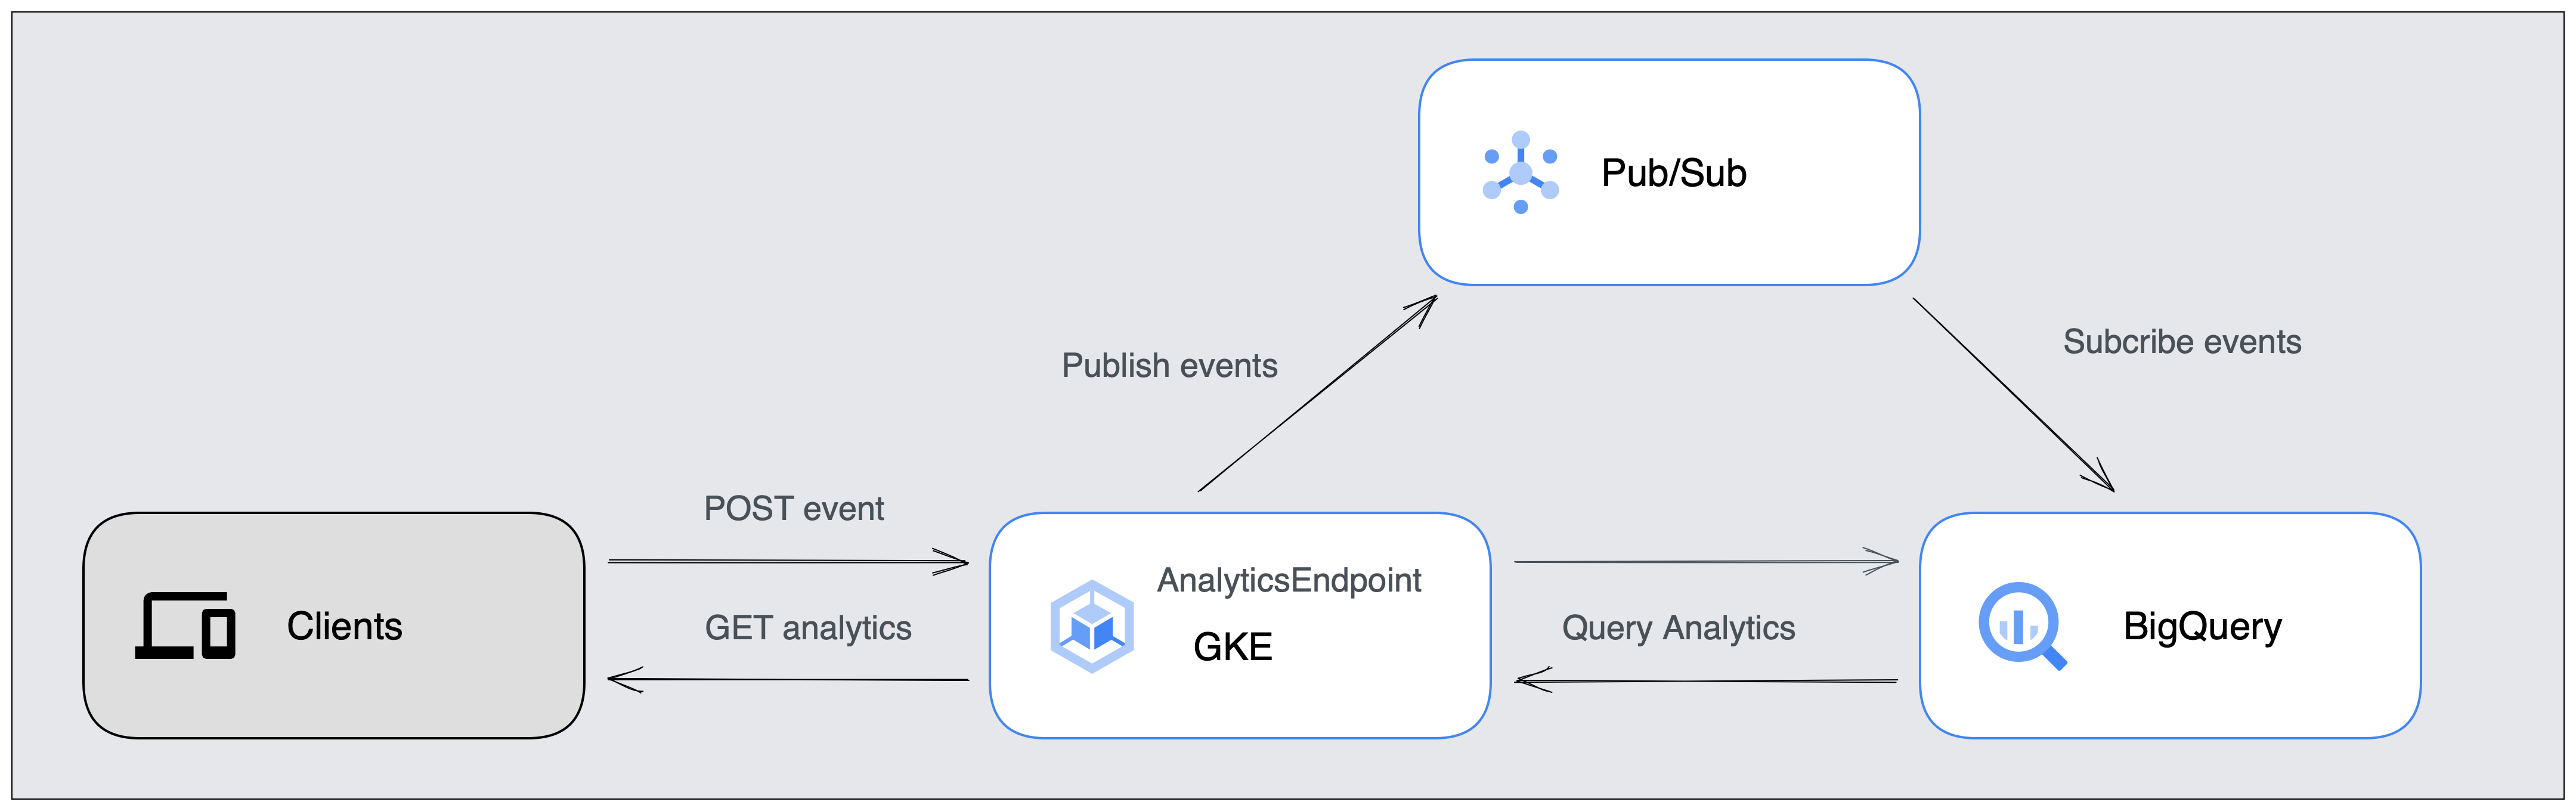 Pub/Sub
Publish events
Subcribe events
POST event
AnalyticsEndpoint
Clients
GET analytics
GKE
Query Analytics
BigQuery